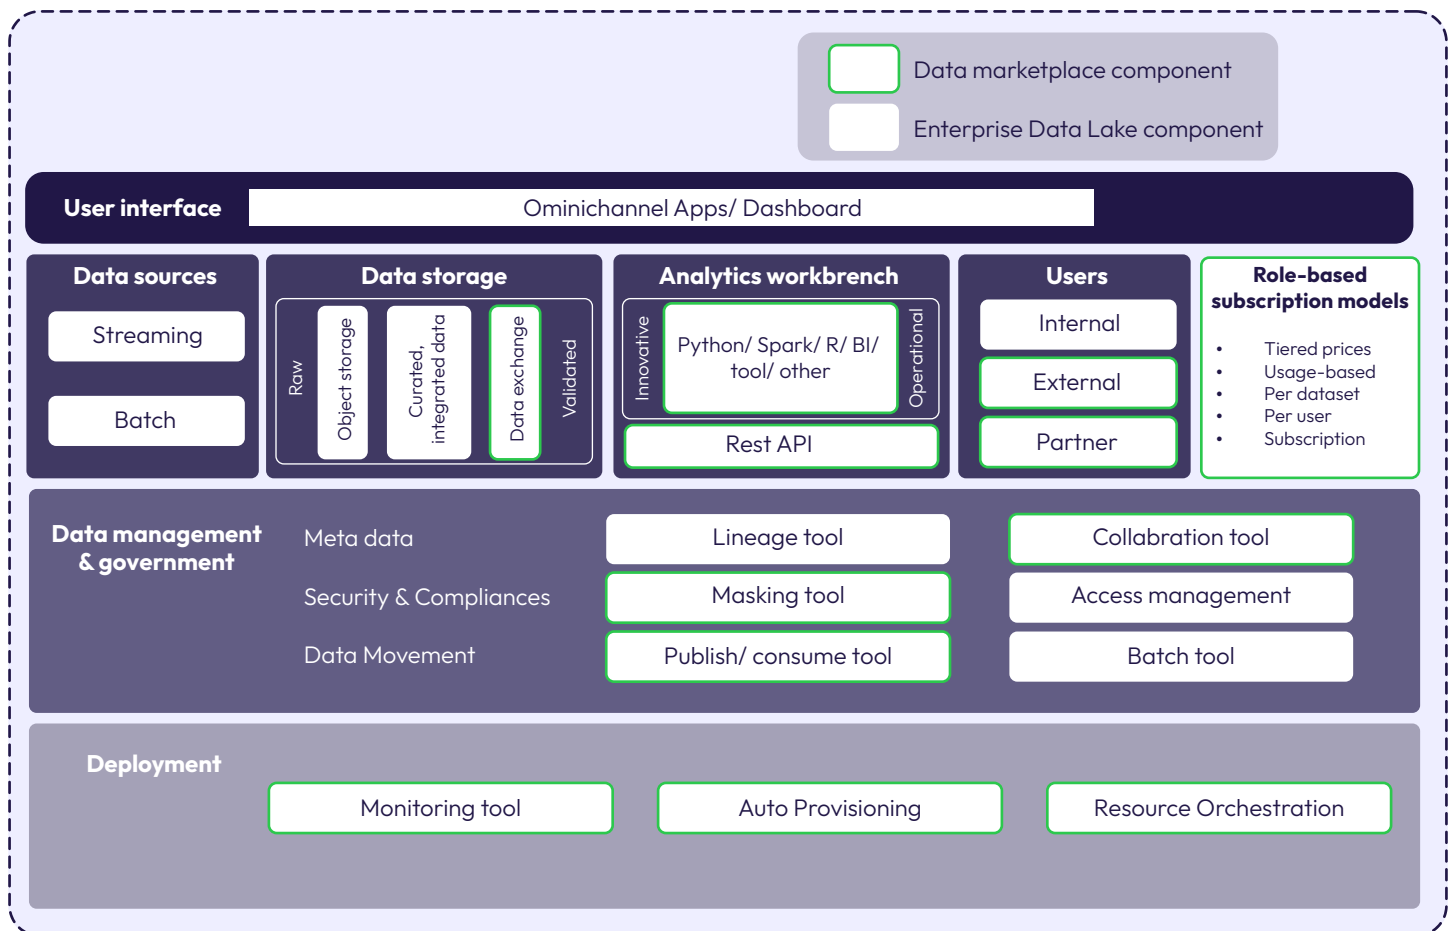 Data marketplace component
Enterprise Data Lake component
User interface
Ominichannel Apps/ Dashboard
Data sources
Streaming
Batch
Data storage
Raw
Object storage
Curated,
integrated data
Data exchange
Validated
Analytics workbrench
Innovative
Python/ Spark/ R/ BI/
tool/ other
Operational
Rest API
Users
Internal
External
Partner
Role-based
subscription models
• Tiered prices
• Usage-based
• Per dataset
• Per user
• Subscription
Data management
& government
Meta data
Lineage tool
Collabration tool
Security & Compliances
Masking tool
Access management
Data Movement
Publish/ consume tool
Batch tool
Deployment
Monitoring tool
Auto Provisioning
Resource Orchestration